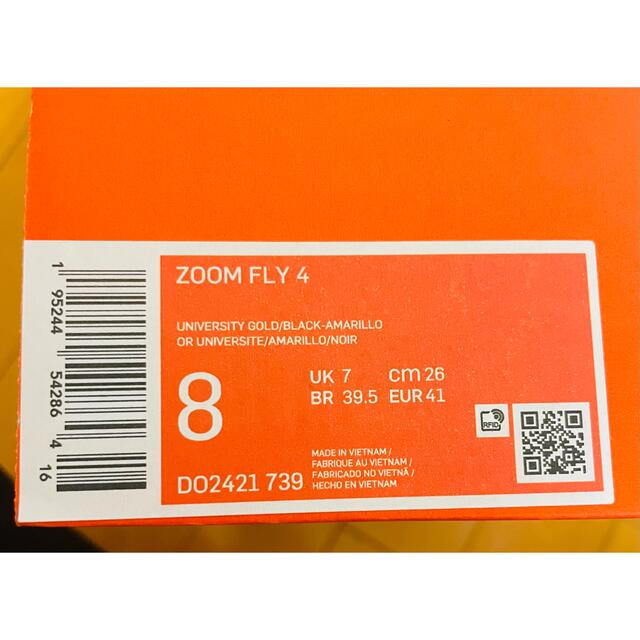 ZOOM FLY 4
UNIVERSITY GOLD/BLACK-AMARILLO
OR UNIVERSITE/AMARILLO/NOIR
8
UK 7 cm 26
BR 39.5 EUR 41
RFID
DO2421 739
MADE IN VIETNAM /
FABRIQUE AU VIETNAM /
FABRICADO NO VIETNÃ /
HECHO EN VIETNAM
1 95244 54286 4 16